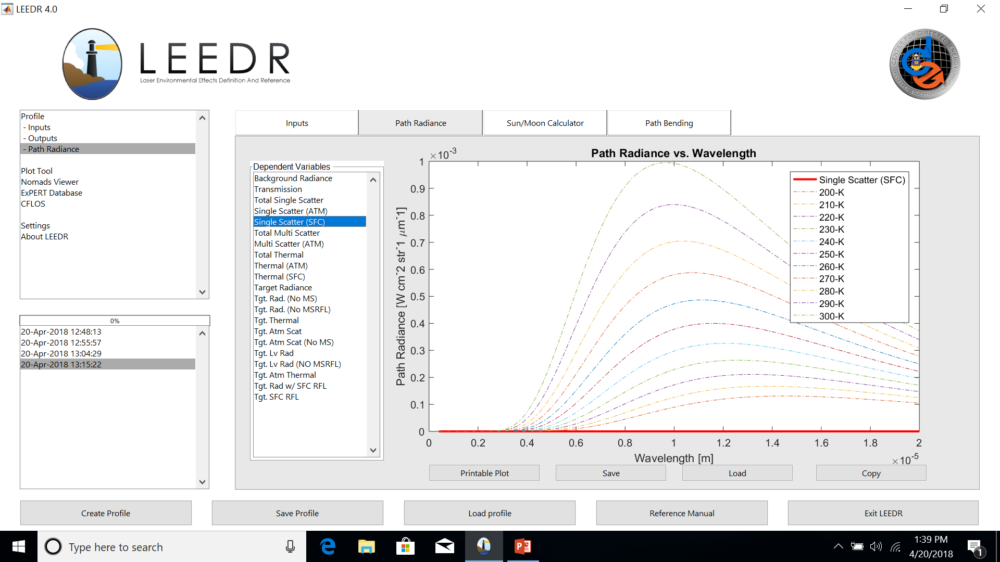 LEEDR 4.0
LEEDR
Laser Environmental Effects Definition And Reference
CENTER FOR DIRECTED ENERGY
RESEARCH EDUCATION INNOVATION
Profile
- Inputs
- Outputs
- Path Radiance
Plot Tool
Nomads Viewer
ExPERT Database
CFLOS
Settings
About LEEDR
0%
20-Apr-2018 12:48:13
20-Apr-2018 12:55:57
20-Apr-2018 13:04:29
20-Apr-2018 13:15:22
Inputs
Path Radiance
Sun/Moon Calculator
Path Bending
Dependent Variables
Background Radiance
Transmission
Total Single Scatter
Single Scatter (ATM)
Single Scatter (SFC)
Total Multi Scatter
Multi Scatter (ATM)
Total Thermal
Thermal (ATM)
Thermal (SFC)
Target Radiance
Tgt. Rad. (No MS)
Tgt. Rad. (No MSRFL)
Tgt. Thermal
Tgt. Atm Scat
Tgt. Atm Scat (No MS)
Tgt. Lv Rad
Tgt. Lv Rad (NO MSRFL)
Tgt. Atm Thermal
Tgt. Rad w/ SFC RFL
Tgt. SFC RFL
Path Radiance vs. Wavelength
×10-3
1
0.9
0.8
0.7
0.6
0.5
0.4
0.3
0.2
0.1
0
Path Radiance [W cm-2 str-1 μm-1]
Single Scatter (SFC)
200-K
210-K
220-K
230-K
240-K
250-K
260-K
270-K
280-K
290-K
300-K
0 0.2 0.4 0.6 0.8 1 1.2 1.4 1.6 1.8 2
Wavelength [m]
×10-5
Printable Plot
Save
Load
Copy
Create Profile
Save Profile
Load profile
Reference Manual
Exit LEEDR
Type here to search
1:39 PM
4/20/2018
1